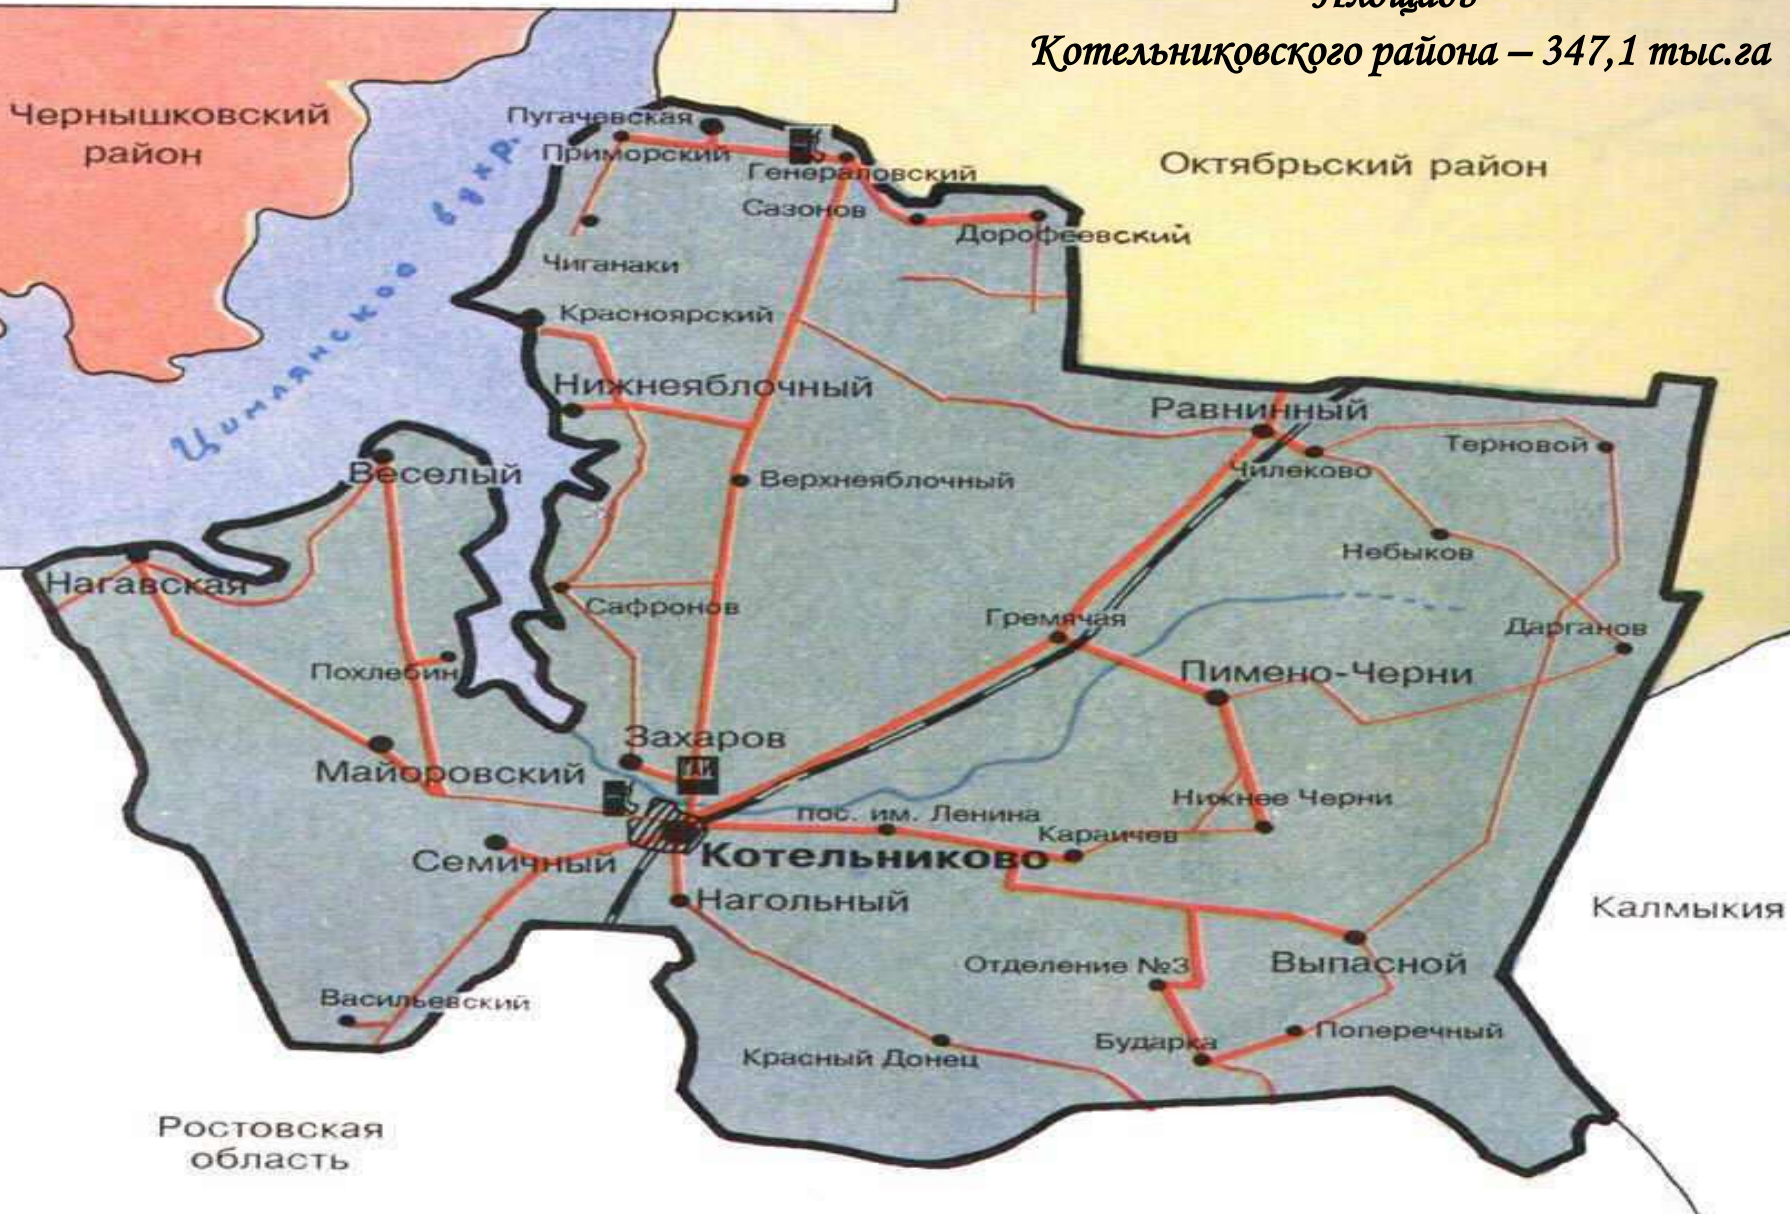 Площадь
Котельниковского района – 347,1 тыс.га
Чернышковский
район
Пугачевская
Приморский
Генераловский
Октябрьский район
Сазонов
Дорофеевский
Чиганаки
Цимлянское вдхр.
Красноярский
Нижнеяблочный
Равнинный
Терновой
Чилеково
Веселый
Верхнеяблочный
Небыков
Нагавская
Сафронов
Гремячая
Дарганов
Похлебин
Пимено-Черни
Захаров
Майоровский
ГАИ
Нижнее Черни
пос. им. Ленина
Караичев
Семичный
Котельниково
Нагольный
Калмыкия
Отделение №3
Выпасной
Васильевский
Бударка
Поперечный
Красный Донец
Ростовская
область